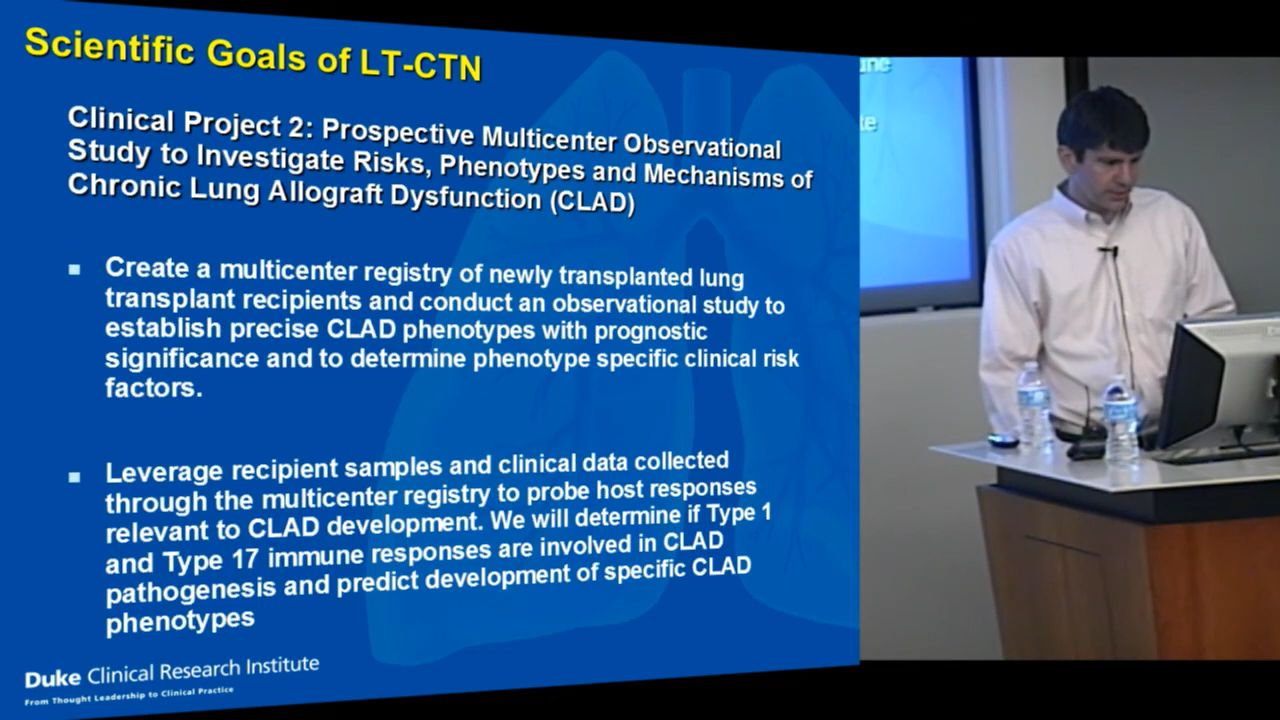 Scientific Goals of LT-CTN
Clinical Project 2: Prospective Multicenter Observational
Study to Investigate Risks, Phenotypes and Mechanisms of
Chronic Lung Allograft Dysfunction (CLAD)
Create a multicenter registry of newly transplanted lung
transplant recipients and conduct an observational study to
establish precise CLAD phenotypes with prognostic
significance and to determine phenotype specific clinical risk
factors.
Leverage recipient samples and clinical data collected
through the multicenter registry to probe host responses
relevant to CLAD development. We will determine if Type 1
and Type 17 immune responses are involved in CLAD
pathogenesis and predict development of specific CLAD
phenotypes
Duke Clinical Research Institute
From Thought Leadership to Clinical Practice